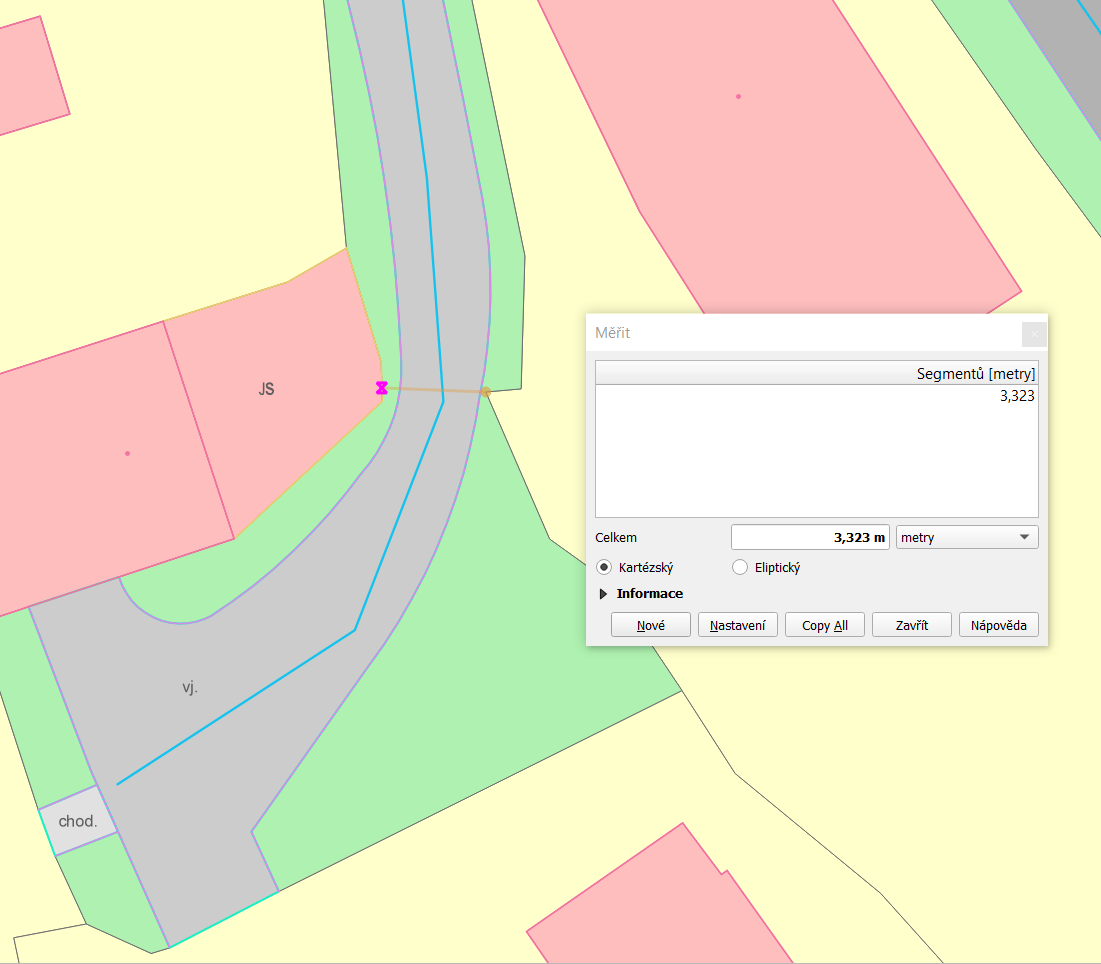 JS
vj.
chod.
Měřit
Segmentů [metry]
3,323
Celkem 3,323 m metry
Kartézský Eliptický
Informace
Nové Nastavení Copy All Zavřít Nápověda